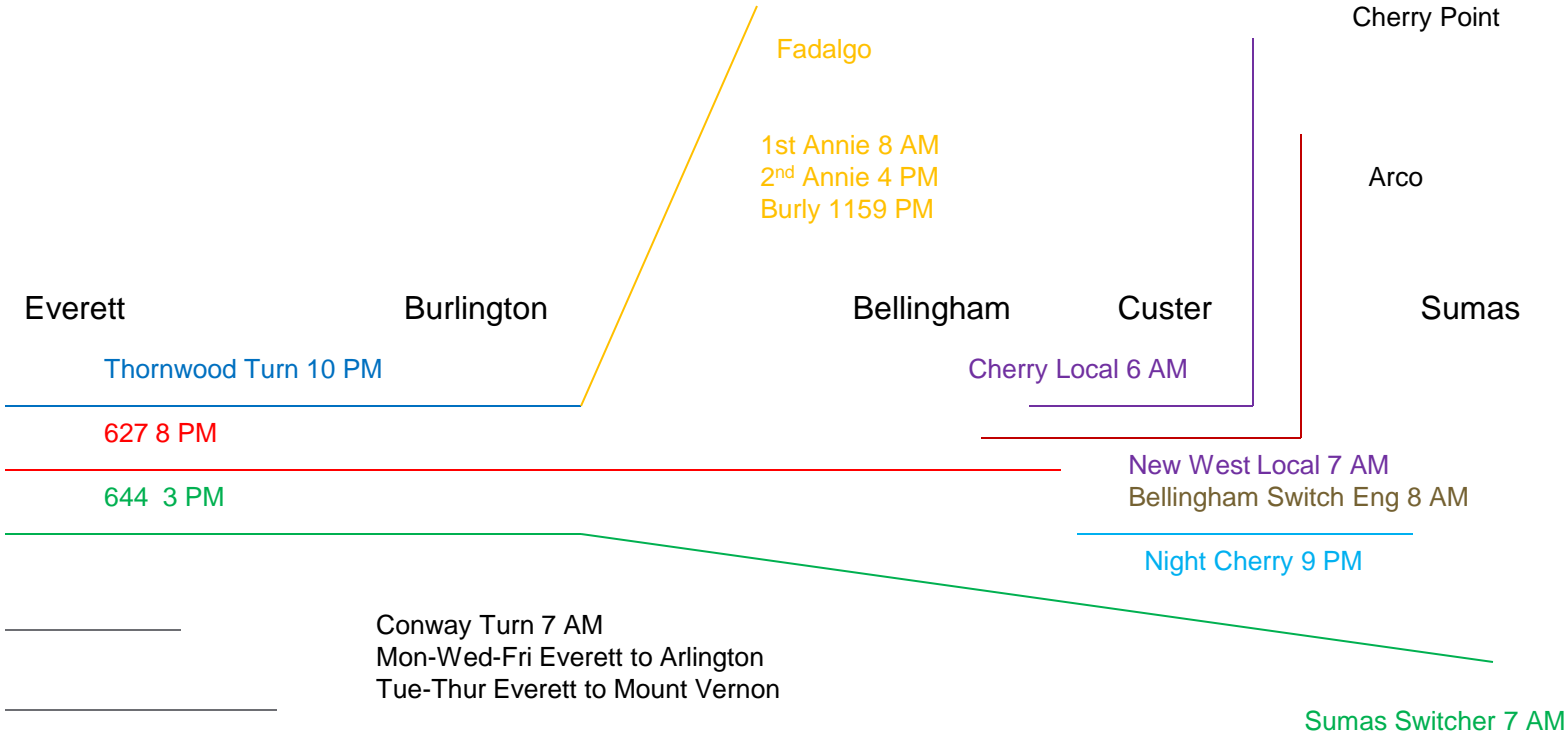 Cherry Point
Fadalgo
1st Annie 8 AM
2nd Annie 4 PM
Burly 1159 PM
Arco
Everett
Burlington
Bellingham
Custer
Sumas
Thornwood Turn 10 PM
Cherry Local 6 AM
627 8 PM
New West Local 7 AM
644 3 PM
Bellingham Switch Eng 8 AM
Night Cherry 9 PM
Conway Turn 7 AM
Mon-Wed-Fri Everett to Arlington
Tue-Thur Everett to Mount Vernon
Sumas Switcher 7 AM